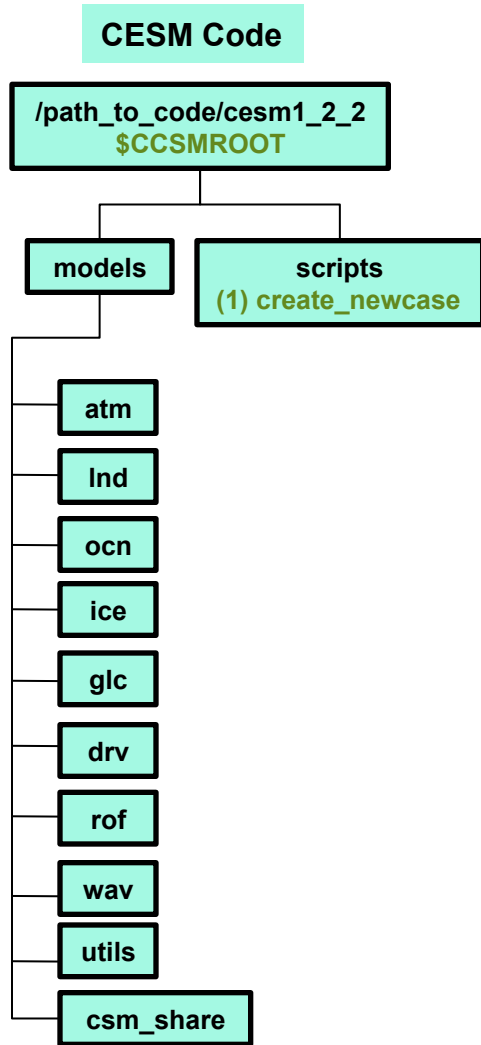 CESM Code
/path_to_code/cesm1_2_2
$CCSMROOT
models
scripts
(1) create_newcase
atm
lnd
ocn
ice
glc
drv
rof
wav
utils
csm_share